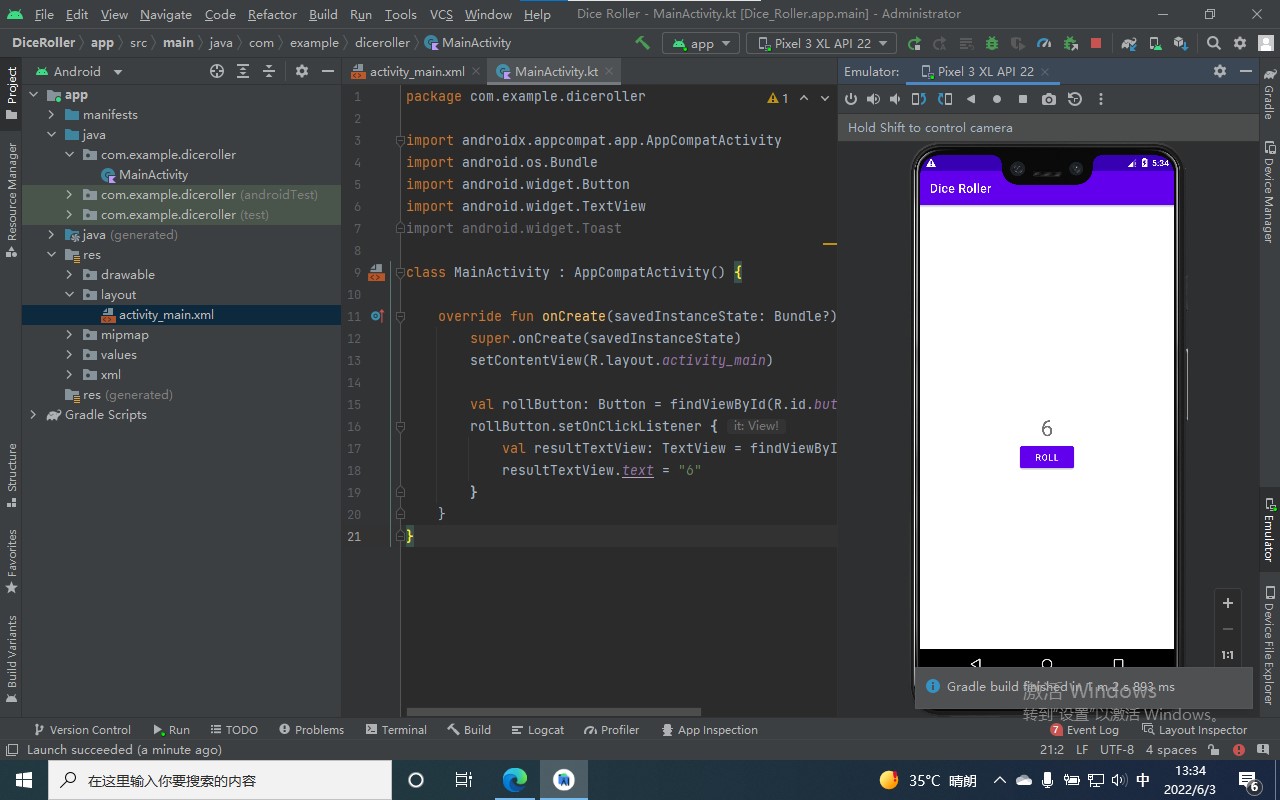 File Edit View Navigate Code Refactor Build Run Tools VCS Window Help Dice Roller - MainActivity.kt [Dice_Roller.app.main] - Administrator
DiceRoller app src main java com example diceroller MainActivity app Pixel 3 XL API 22
Project
Resource Manager
Structure
Favorites
Build Variants
Android
app
manifests
java
com.example.diceroller
MainActivity
com.example.diceroller (androidTest)
com.example.diceroller (test)
java (generated)
res
drawable
layout
activity_main.xml
mipmap
values
xml
res (generated)
Gradle Scripts
activity_main.xml MainActivity.kt
1 package com.example.diceroller
1
2
3 import androidx.appcompat.app.AppCompatActivity
4 import android.os.Bundle
5 import android.widget.Button
6 import android.widget.TextView
7 import android.widget.Toast
8
9 class MainActivity : AppCompatActivity() {
10
11 override fun onCreate(savedInstanceState: Bundle?)
12 super.onCreate(savedInstanceState)
13 setContentView(R.layout.activity_main)
14
15 val rollButton: Button = findViewById(R.id.but
16 rollButton.setOnClickListener { it: View!
17 val resultTextView: TextView = findViewByI
18 resultTextView.text = "6"
19 }
20 }
21 }
Emulator: Pixel 3 XL API 22
Hold Shift to control camera
5:34
Dice Roller
6
ROLL
1:1
Gradle build finished in 1 m 2 s 893 ms
激活 Windows
转到"设置"以激活 Windows。
Gradle
Device Manager
Emulator
Device File Explorer
Version Control Run TODO Problems Terminal Build Logcat Profiler App Inspection 7 Event Log Layout Inspector
Launch succeeded (a minute ago) 21:2 LF UTF-8 4 spaces
在这里输入你要搜索的内容
35°C 晴朗
中
13:34
2022/6/3
6